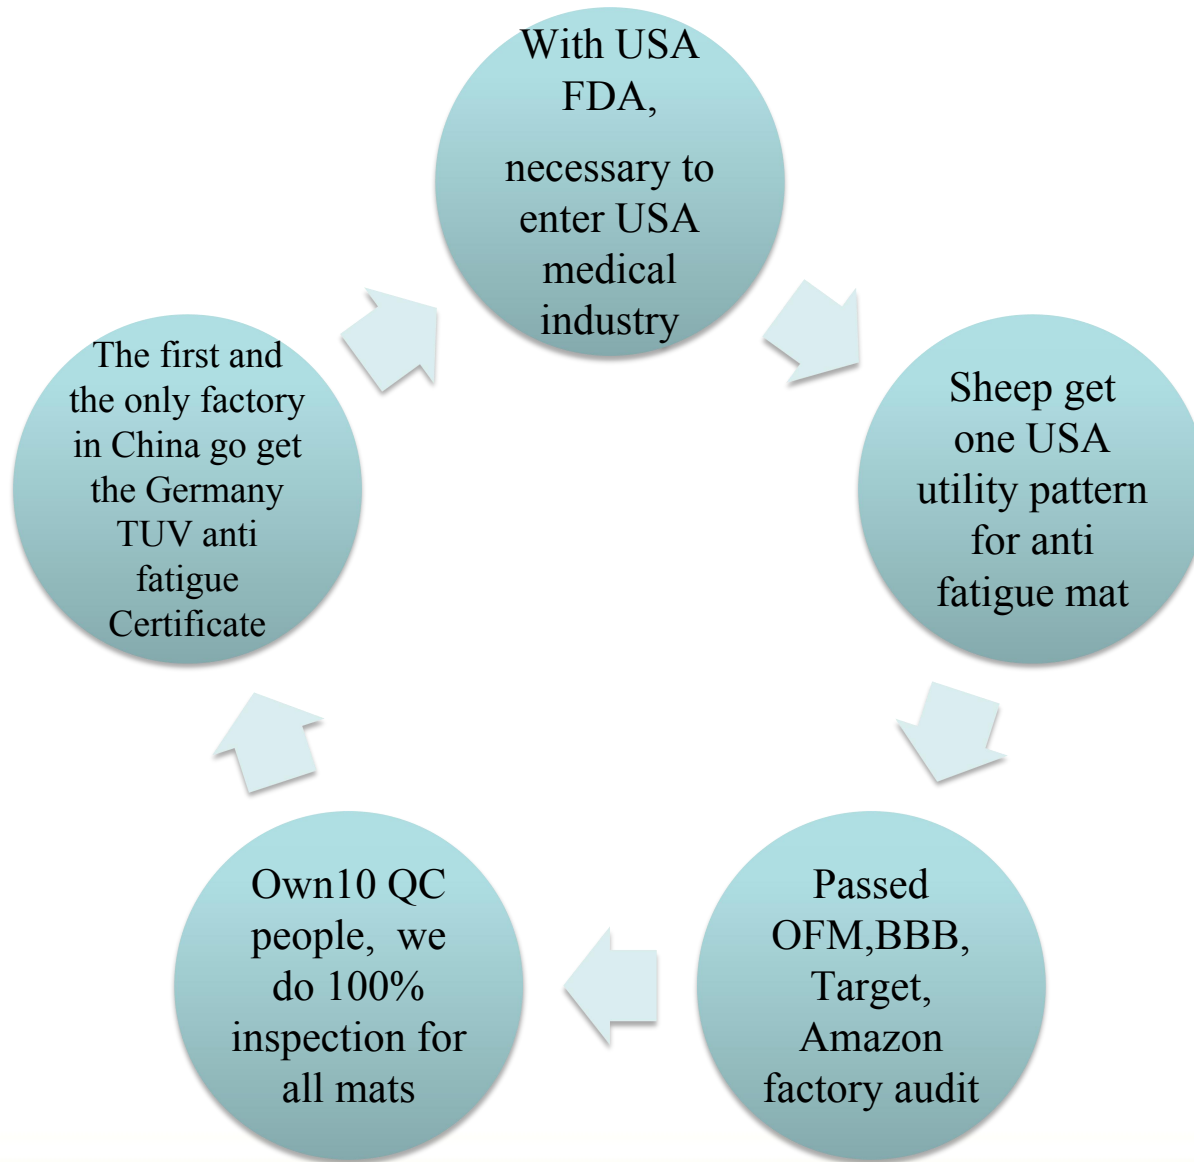 With USA
FDA,
necessary to
enter USA
medical
industry
Sheep get
one USA
utility pattern
for anti
fatigue mat
Passed
OFM,BBB,
Target,
Amazon
factory audit
Own10 QC
people, we
do 100%
inspection for
all mats
The first and
the only factory
in China go get
the Germany
TUV anti
fatigue
Certificate